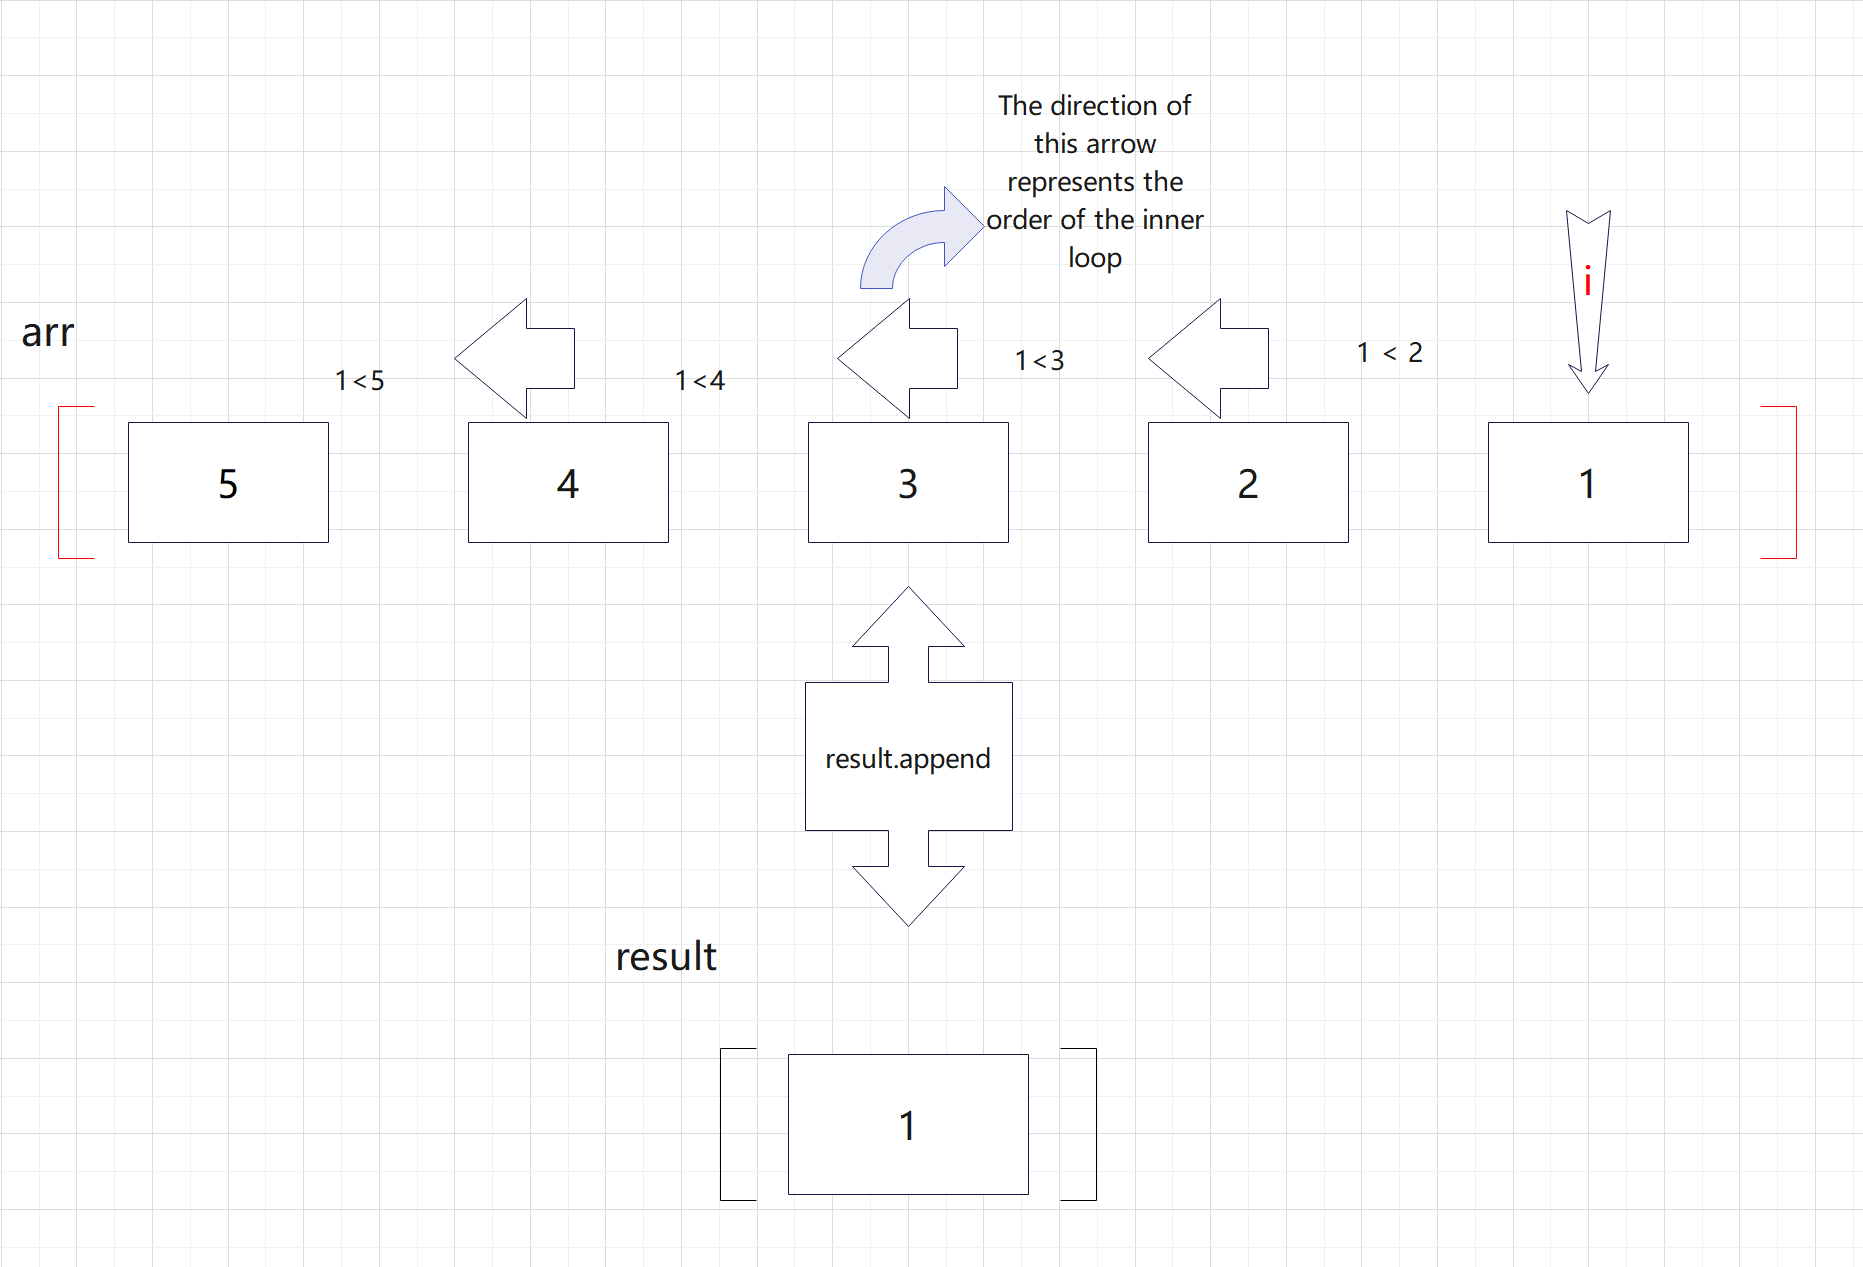 The direction of
this arrow
represents the
order of the inner
loop
i
arr
1<5
1<4
1<3
1 < 2
5
4
3
2
1
result.append
result
1